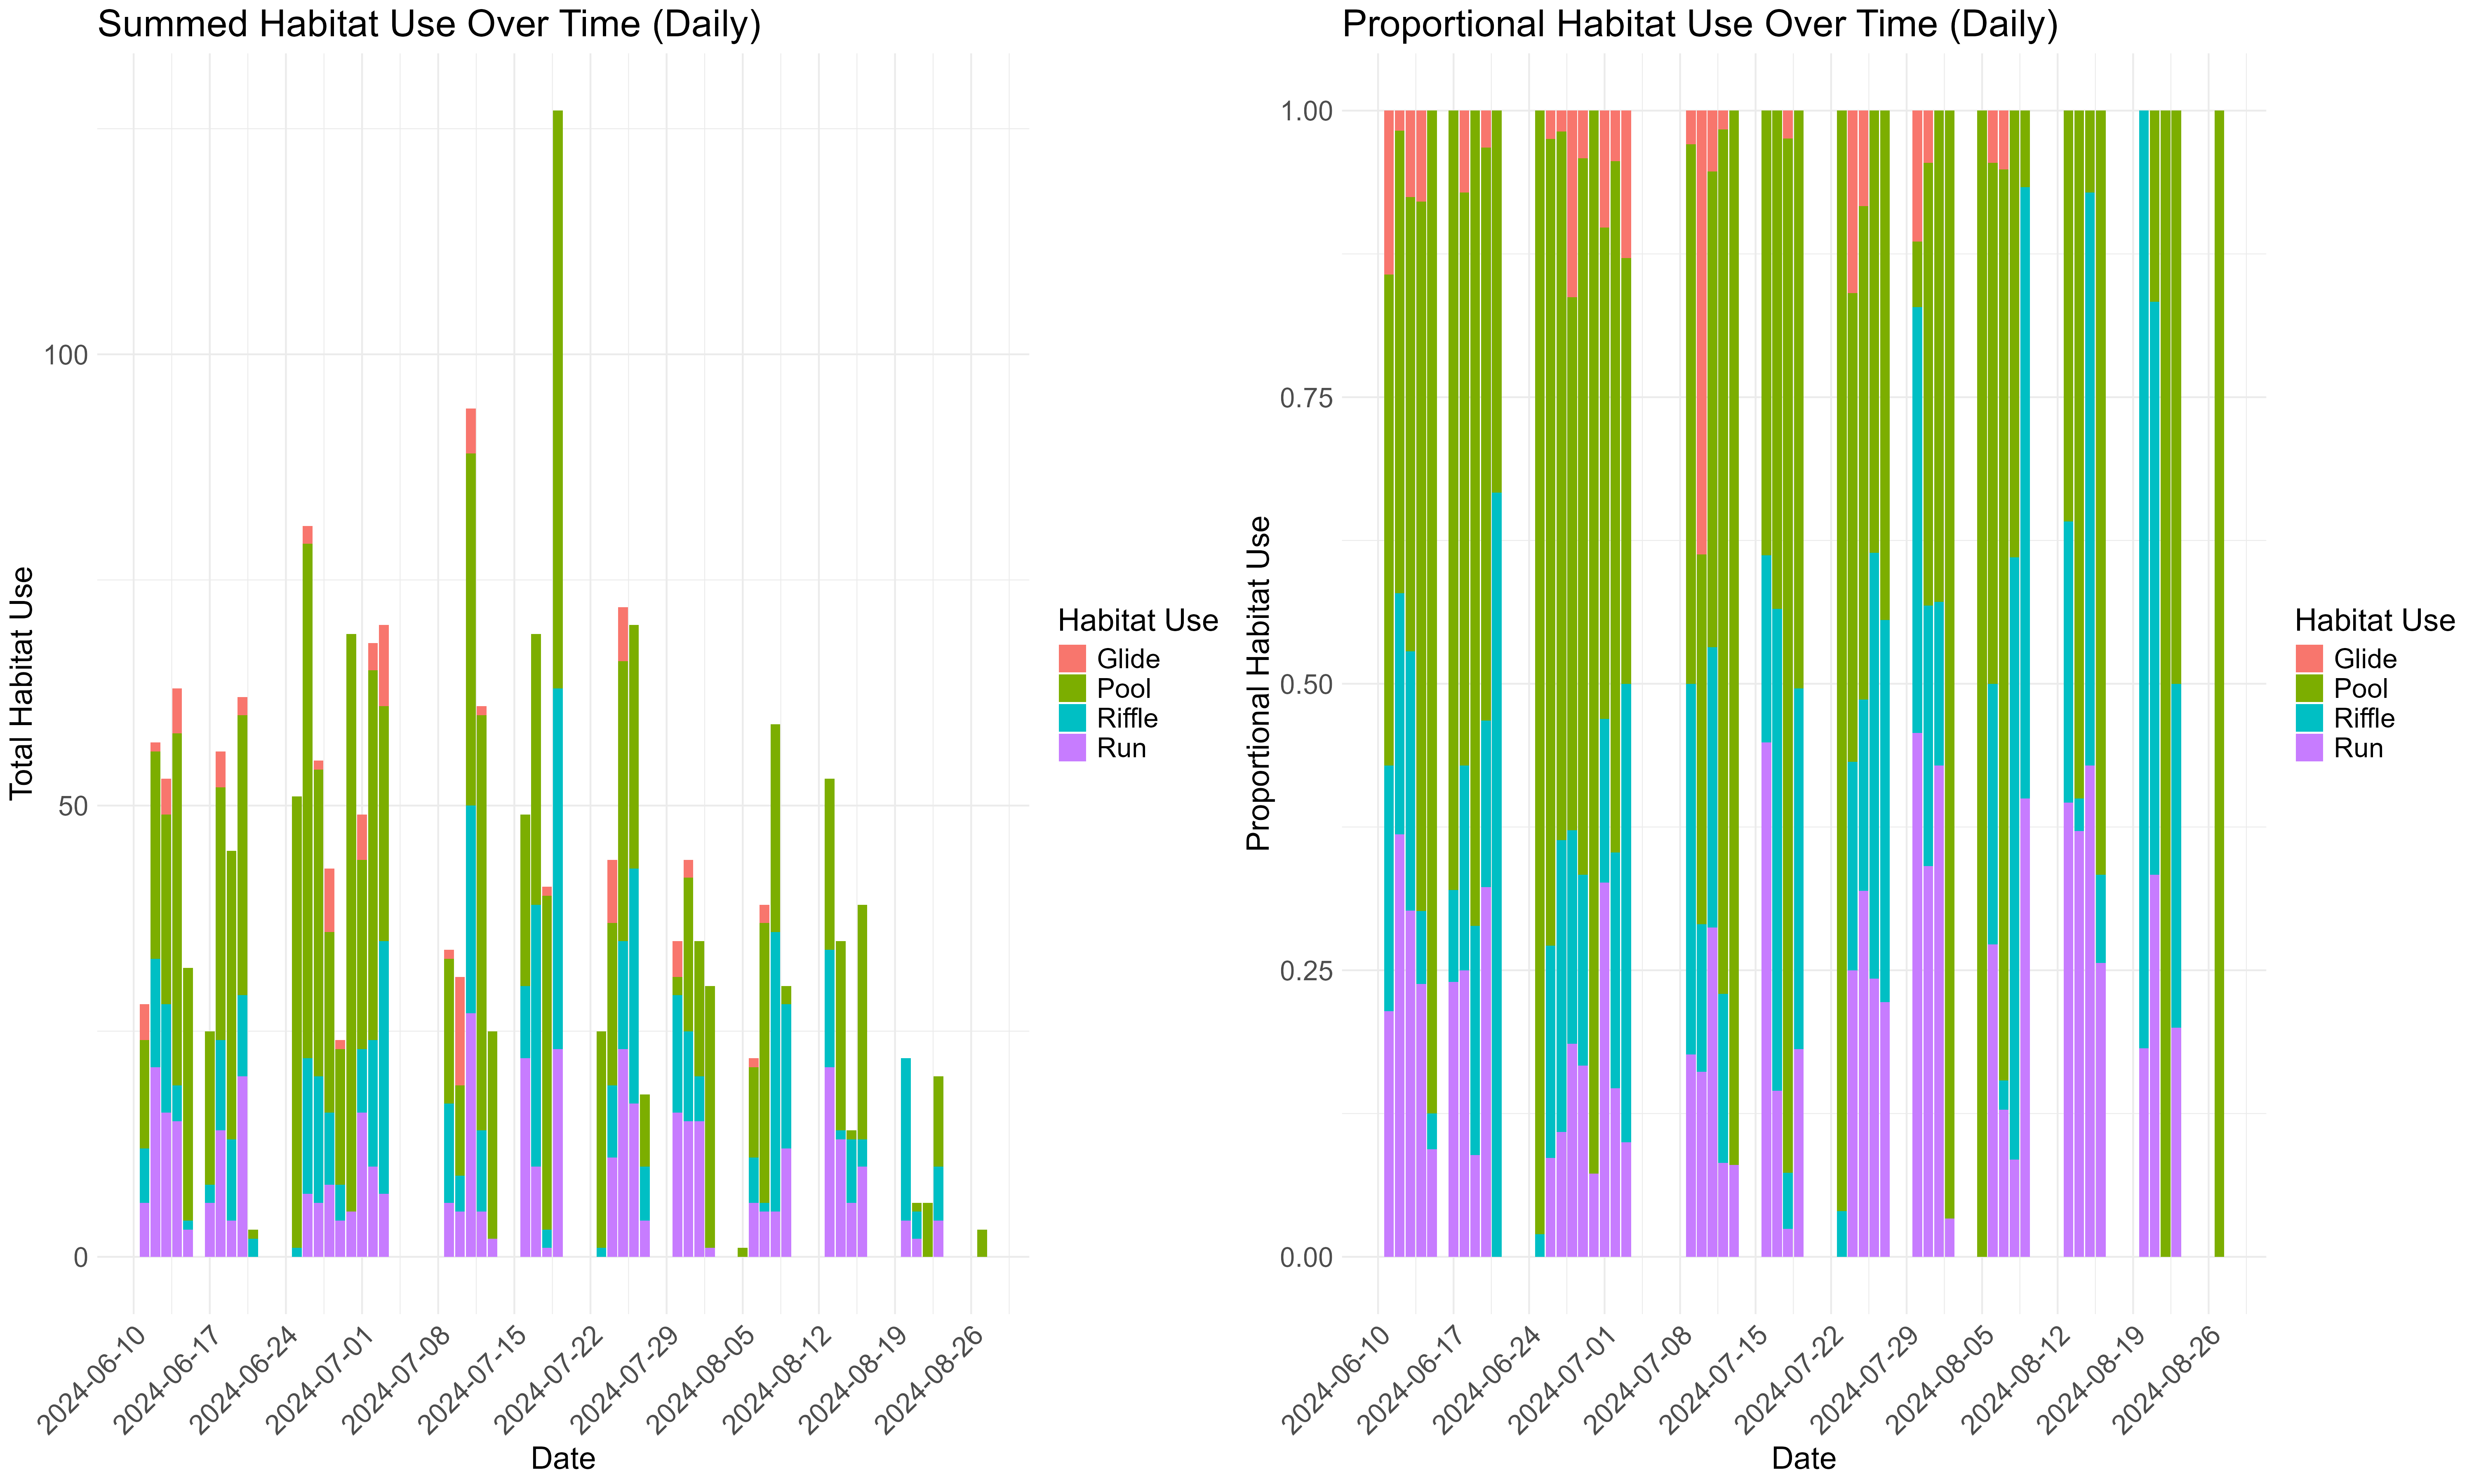 Summed Habitat Use Over Time (Daily)
Total Habitat Use
100
50
0
2024-06-10
2024-06-17
2024-06-24
2024-07-01
2024-07-08
2024-07-15
2024-07-22
2024-07-29
2024-08-05
2024-08-12
2024-08-19
2024-08-26
Date
Habitat Use
Glide
Pool
Riffle
Run
Proportional Habitat Use Over Time (Daily)
Proportional Habitat Use
1.00
0.75
0.50
0.25
0.00
2024-06-10
2024-06-17
2024-06-24
2024-07-01
2024-07-08
2024-07-15
2024-07-22
2024-07-29
2024-08-05
2024-08-12
2024-08-19
2024-08-26
Date
Habitat Use
Glide
Pool
Riffle
Run